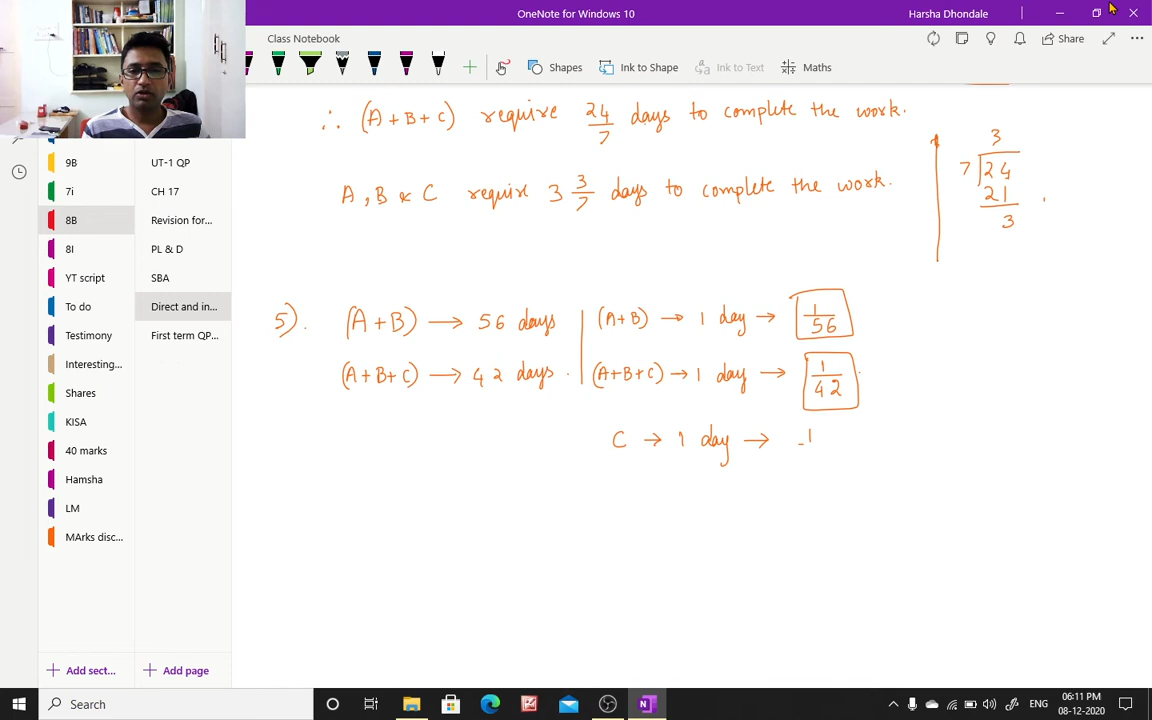 OneNote for Windows 10
Harsha Dhondale
Class Notebook
Share
Shapes
Ink to Shape
Ink to Text
Maths
∴ (A + B + C) require 24/7 days to complete the work.
A, B & C require 3 3/7 days to complete the work.
3
7 24
21
3
9B
7i
8B
8I
YT script
To do
Testimony
Interesting...
Shares
KISA
40 marks
Hamsha
LM
MArks disc...
Add sect...
UT-1 QP
CH 17
Revision for...
PL & D
SBA
Direct and in...
First term QP...
Add page
5). (A+B) → 56 days (A+B) → 1 day → 1/56
(A+B+C) → 42 days. (A+B+C) → 1 day → 1/42
C → 1 day → 1
Search
ENG
06:11 PM
08-12-2020